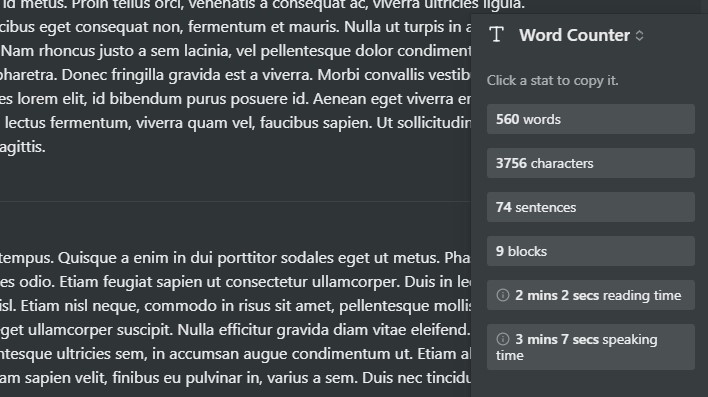 id metus. Proin tellus orci, venenatis a consequat ac, viverra ultricies ligula.
cibus eget consequat non, fermentum et mauris. Nulla ut turpis in a
Nam rhoncus justo a sem lacinia, vel pellentesque dolor condiment
pharetra. Donec fringilla gravida est a viverra. Morbi convallis vestib
es lorem elit, id bibendum purus posuere id. Aenean eget viverra er
lectus fermentum, viverra quam vel, faucibus sapien. Ut sollicitudin
agittis.
tempus. Quisque a enim in dui porttitor sodales eget ut metus. Phas
es odio. Etiam feugiat sapien ut consectetur ullamcorper. Duis in lec
isl. Etiam nisl neque, commodo in risus sit amet, pellentesque mollis
eget ullamcorper suscipit. Nulla efficitur gravida diam vitae eleifend.
ntesque ultricies sem, in accumsan augue condimentum ut. Etiam al
am sapien velit, finibus eu pulvinar in, varius a sem. Duis nec tincidu
Word Counter
Click a stat to copy it.
560 words
3756 characters
74 sentences
9 blocks
2 mins 2 secs reading time
3 mins 7 secs speaking
time